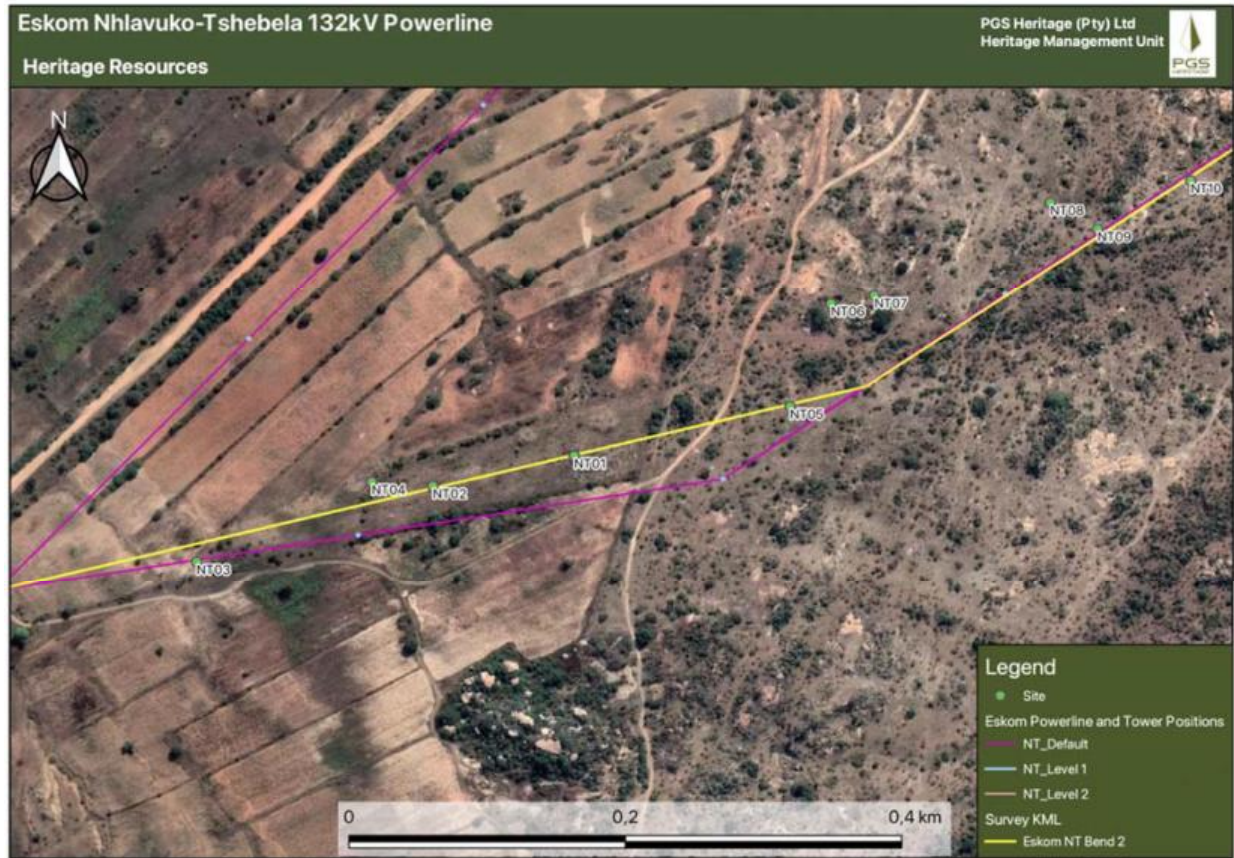 Eskom Nhlavuko-Tshebela 132kV Powerline
Heritage Resources
PGS Heritage (Pty) Ltd
Heritage Management Unit
PGS
HERITAGE
N
NT10
NT08
NT09
NT06
NT07
NT05
NT01
NT04
NT02
NT03
0
0,2
0,4 km
Legend
Site
Eskom Powerline and Tower Positions
NT_Default
NT_Level 1
NT_Level 2
Survey KML
Eskom NT Bend 2